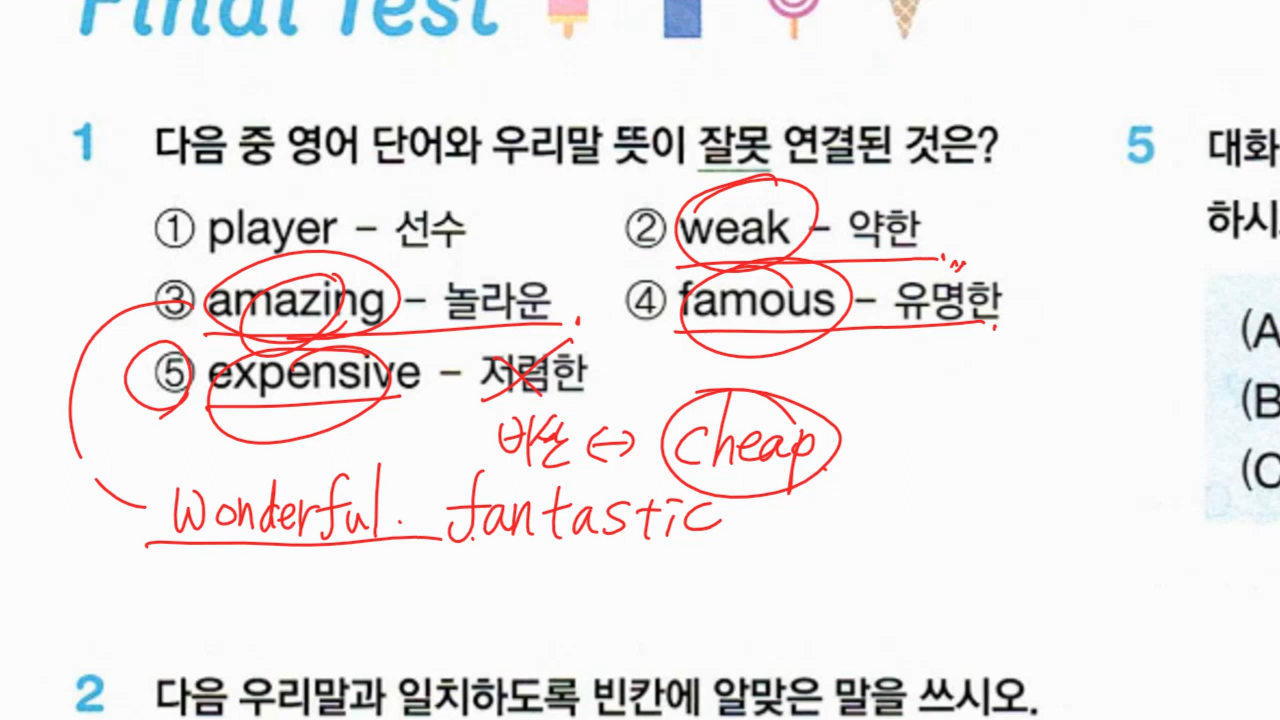 Final Test
1 다음 중 영어 단어와 우리말 뜻이 잘못 연결된 것은?
① player – 선수 ② weak – 약한
③ amazing – 놀라운 ④ famous – 유명한
⑤ expensive – 저렴한
비싼 ↔ cheap
wonderful. fantastic
2 다음 우리말과 일치하도록 빈칸에 알맞은 말을 쓰시오.
5 대화
하시
(A
(B
(C